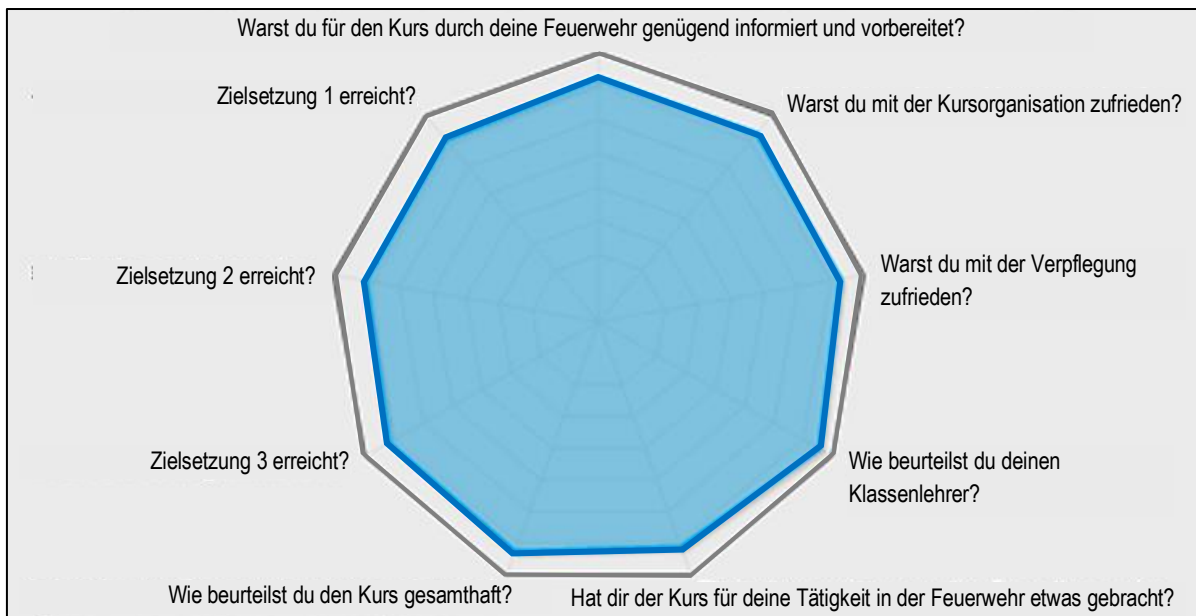 Warst du für den Kurs durch deine Feuerwehr genügend informiert und vorbereitet?
Zielsetzung 1 erreicht?
Warst du mit der Kursorganisation zufrieden?
Zielsetzung 2 erreicht?
Warst du mit der Verpflegung
zufrieden?
Zielsetzung 3 erreicht?
Wie beurteilst du deinen
Klassenlehrer?
Wie beurteilst du den Kurs gesamthaft?
Hat dir der Kurs für deine Tätigkeit in der Feuerwehr etwas gebracht?